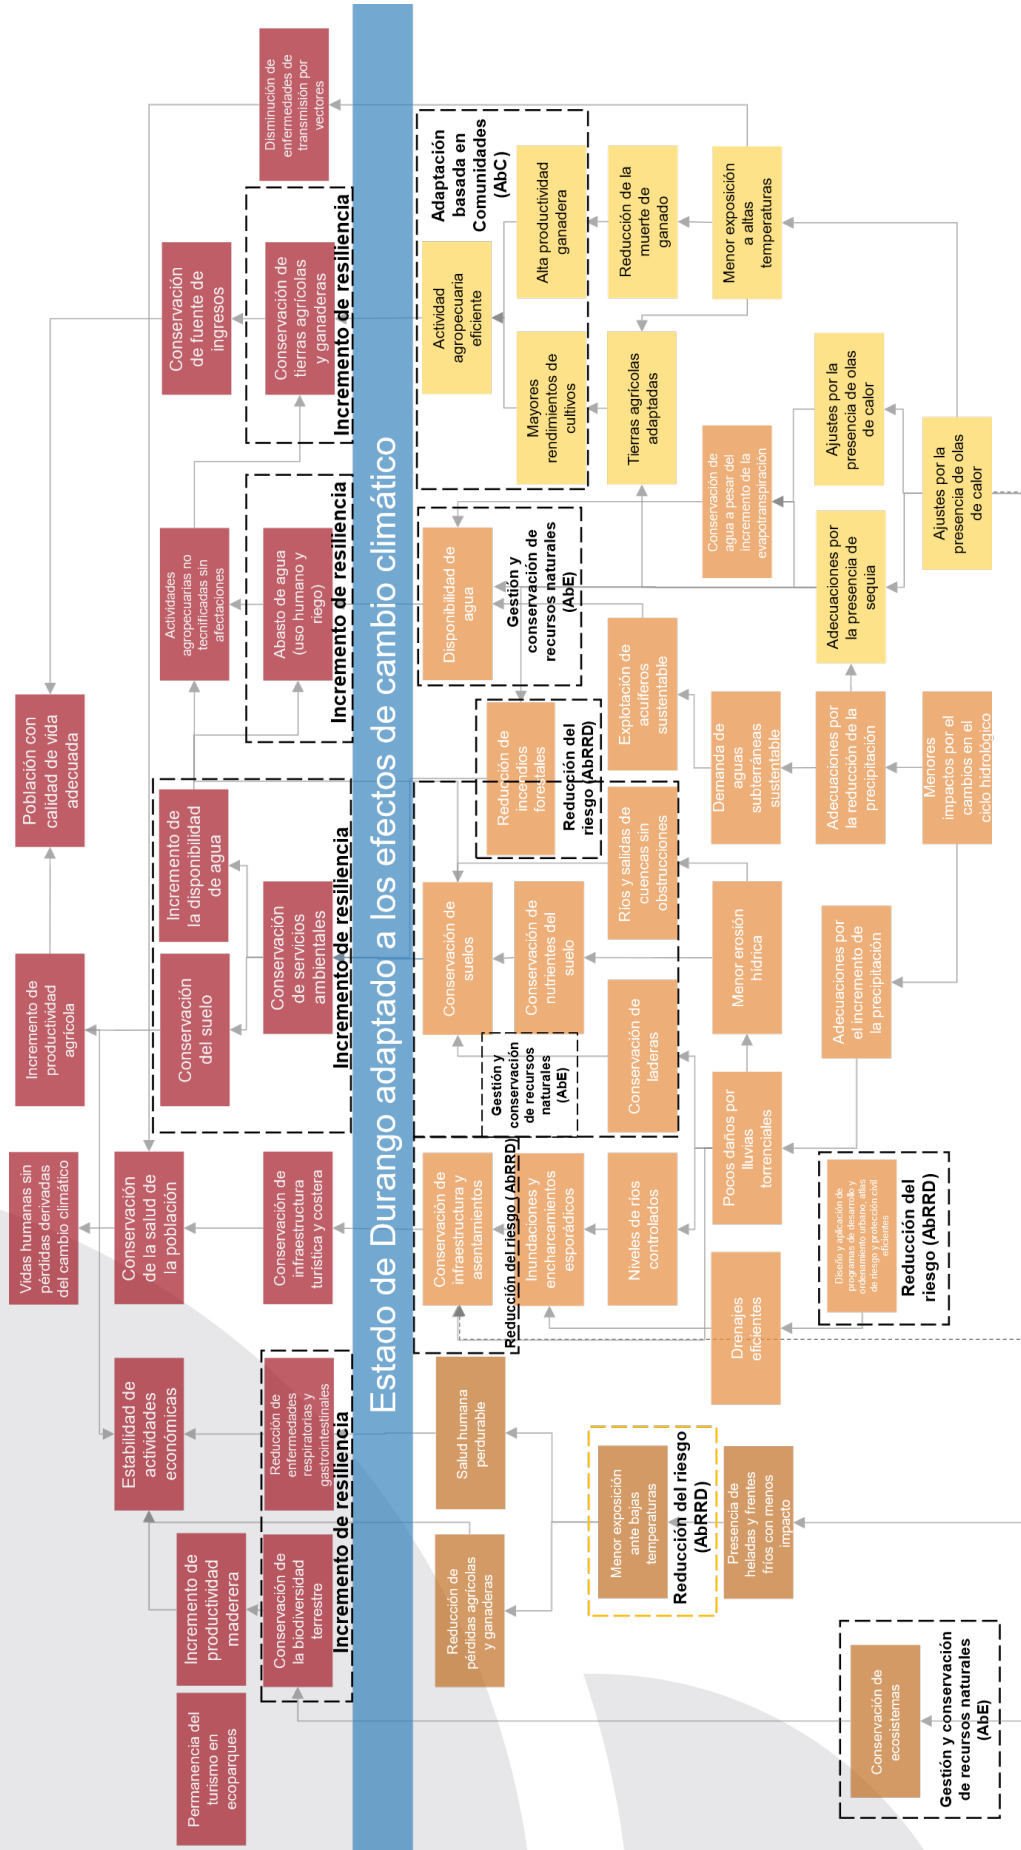 Permanencia del
turismo en
ecoparques
Incremento de
productividad
maderera
Conservación de
la biodiversidad
terrestre
Estabilidad de
actividades
económicas
Reducción de
enfermedades
respiratorias y
gastrointestinales
Incremento de resiliencia
Vidas humanas sin
pérdidas derivadas
del cambio climático
Conservación
de la salud de
la población
Conservación de
infraestructura
turística y costera
Incremento de
productividad
agrícola
Conservación
del suelo
Incremento de
la disponibilidad
de agua
Conservación
de servicios
ambientales
Incremento de resiliencia
Población con
calidad de vida
adecuada
Actividades
agropecuarias no
tecnificadas sin
afectaciones
Abasto de agua
(uso humano y
riego)
Incremento de resiliencia
Conservación
de fuente de
ingresos
Conservación de
tierras agrícolas
y ganaderas
Incremento de resiliencia
Disminución de
enfermedades de
transmisión por
vectores
Estado de Durango adaptado a los efectos de cambio climático
Reducción de
pérdidas agrícolas
y ganaderas
Salud humana
perdurable
Menor exposición
ante bajas
temperaturas
Reducción del riesgo
(AbRRD)
Presencia de
heladas y frentes
fríos con menos
impacto
Conservación de
ecosistemas
Gestión y conservación
de recursos naturales
(AbE)
Conservación de
infraestructura y
asentamientos
Reducción del riesgo (AbRRD)
Inundaciones y
encharcamientos
esporádicos
Niveles de ríos
controlados
Drenajes
eficientes
Diseño y aplicación de
programas de desarrollo y
ordenamiento urbano, atlas
de riesgo y protección civil
eficientes
Reducción del
riesgo (AbRRD)
Conservación de
suelos
Gestión y
conservación
de recursos naturales
(AbE)
Conservación de
nutrientes del
suelo
Conservación de
laderas
Ríos y salidas de
cuencas sin
obstrucciones
Pocos daños por
lluvias
torrenciales
Menor erosión
hídrica
Adecuaciones por
el incremento de
la precipitación
Reducción de
incendios
forestales
Reducción del
riesgo (AbRRD)
Disponibilidad de
agua
Gestión y
conservación de
recursos naturales
(AbE)
Explotación de
acuíferos
sustentable
Demanda de
aguas
subterráneas
sustentable
Adecuaciones por
la reducción de la
precipitación
Menores
impactos por el
cambios en el
ciclo hidrológico
Conservación de
agua a pesar del
incremento de la
evapotranspiración
Adecuaciones por
la presencia de
sequía
Ajustes por la
presencia de olas
de calor
Ajustes por la
presencia de olas
de calor
Actividad
agropecuaria
eficiente
Adaptación
basada en
Comunidades
(AbC)
Mayores
rendimientos de
cultivos
Alta productividad
ganadera
Tierras agrícolas
adaptadas
Reducción de la
muerte de
ganado
Menor exposición
a altas
temperaturas